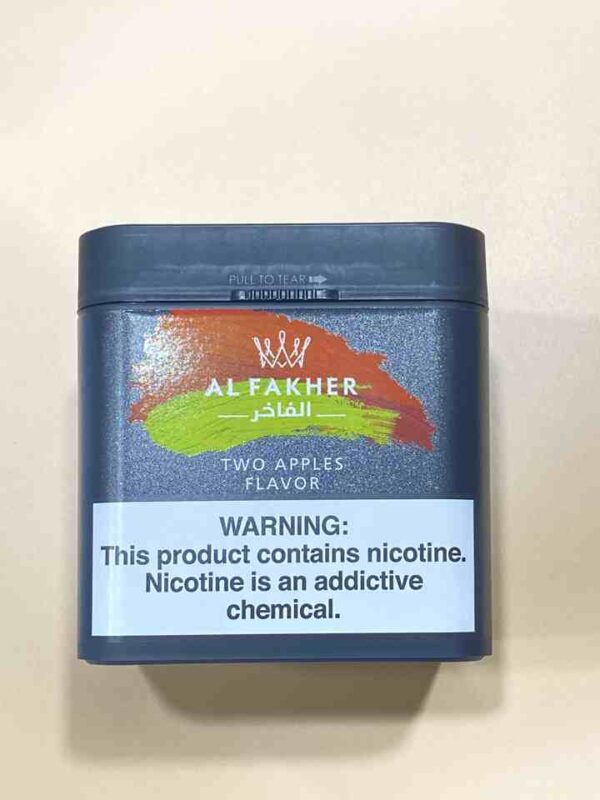 PULL TO TEAR
AL FAKHER
الفاخر
TWO APPLES
FLAVOR
WARNING:
This product contains nicotine.
Nicotine is an addictive
chemical.